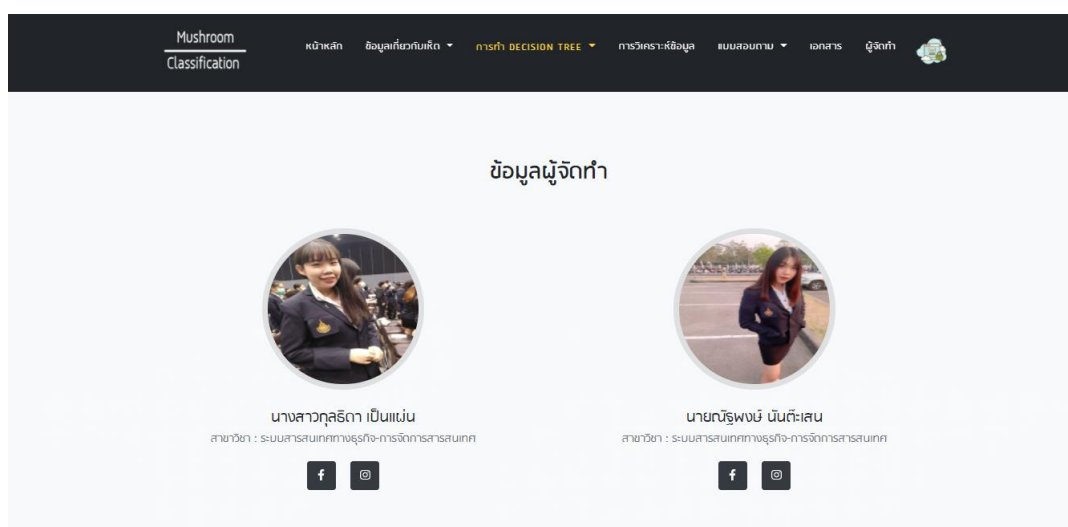 Mushroom
Classification
หน้าหลัก ข้อมูลเกี่ยวกับเห็ด การทำ DECISION TREE การวิเคราะห์ข้อมูล แบบสอบถาม เอกสาร ผู้จัดทำ
ข้อมูลผู้จัดทำ
นางสาวกุลธิดา เป็นแผ่น
สาขาวิชา : ระบบสารสนเทศทางธุรกิจ-การจัดการสารสนเทศ
นายณัฐพงษ์ นันต๊ะเสน
สาขาวิชา : ระบบสารสนเทศทางธุรกิจ-การจัดการสารสนเทศ